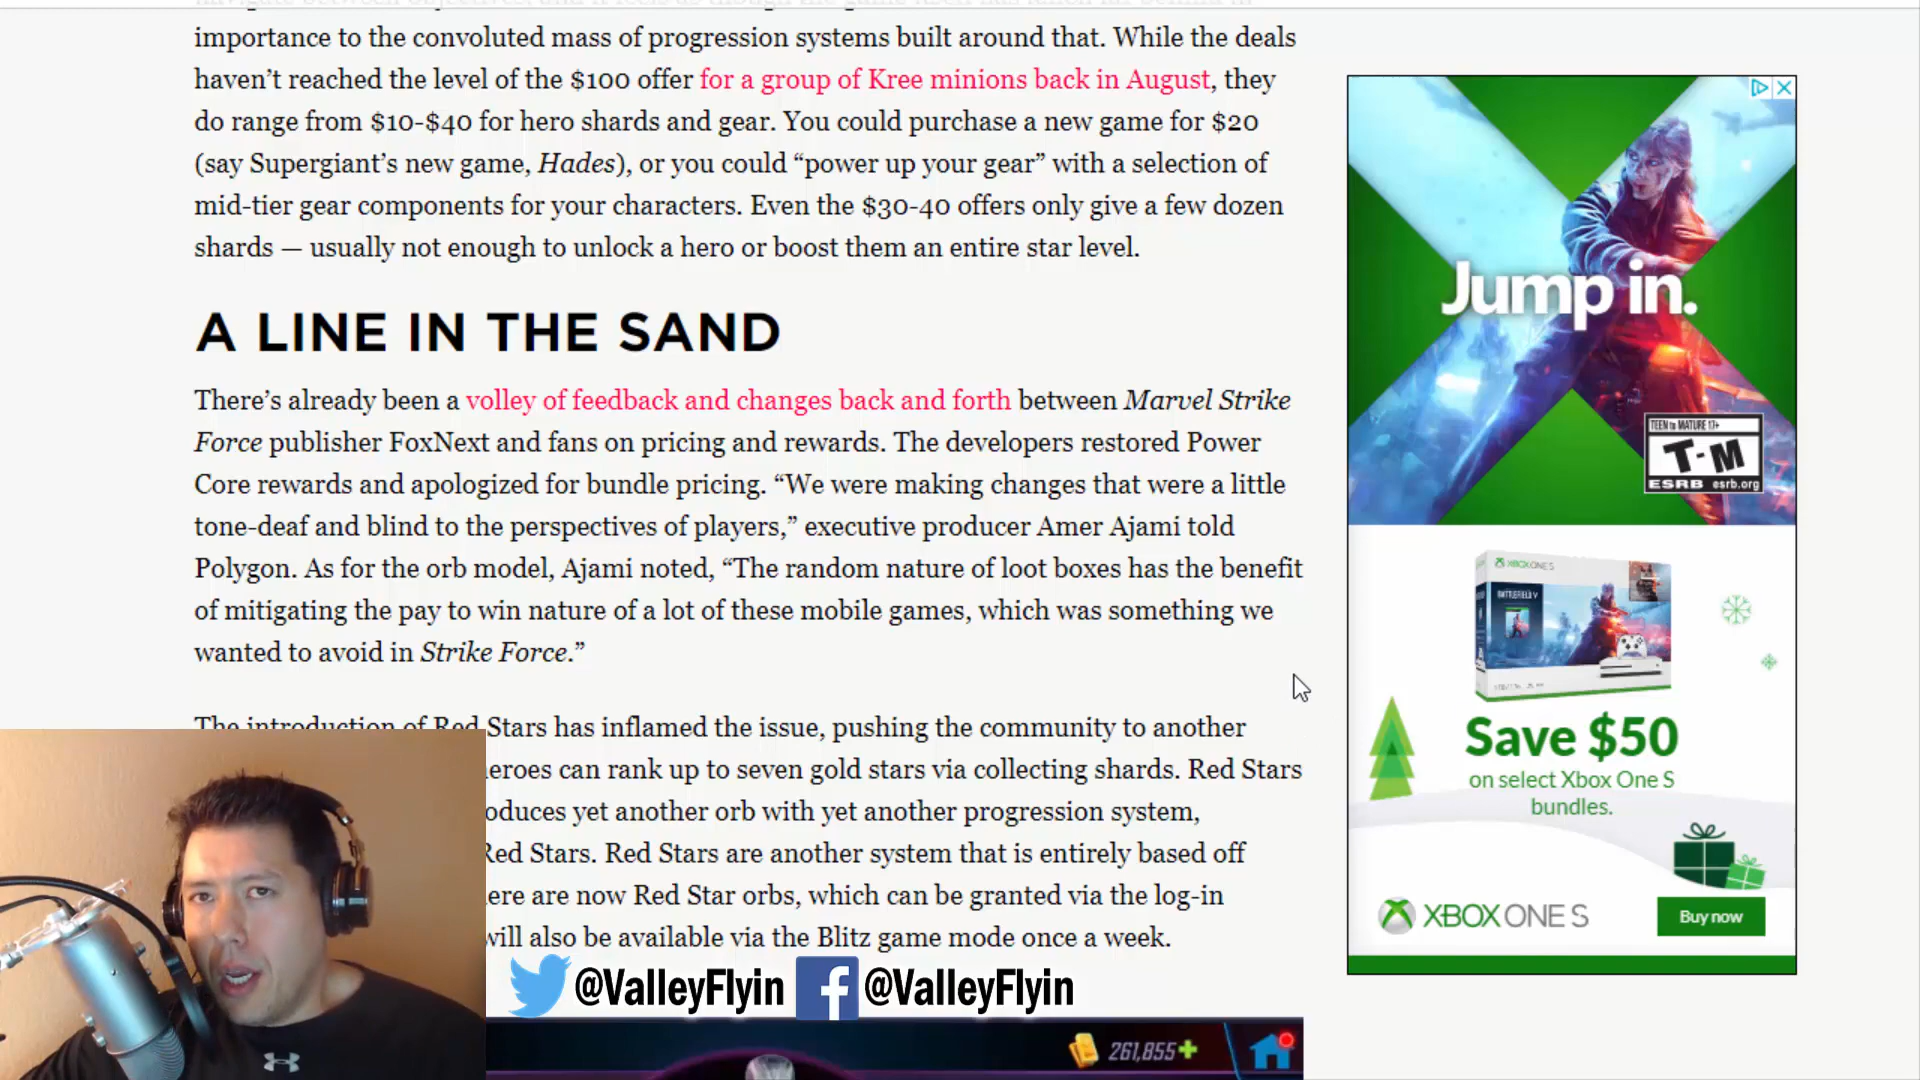 importance to the convoluted mass of progression systems built around that. While the deals
haven’t reached the level of the $100 offer for a group of Kree minions back in August, they
do range from $10-$40 for hero shards and gear. You could purchase a new game for $20
(say Supergiant’s new game, Hades), or you could “power up your gear” with a selection of
mid-tier gear components for your characters. Even the $30-40 offers only give a few dozen
shards — usually not enough to unlock a hero or boost them an entire star level.
A LINE IN THE SAND
There’s already been a volley of feedback and changes back and forth between Marvel Strike
Force publisher FoxNext and fans on pricing and rewards. The developers restored Power
Core rewards and apologized for bundle pricing. “We were making changes that were a little
tone-deaf and blind to the perspectives of players,” executive producer Amer Ajami told
Polygon. As for the orb model, Ajami noted, “The random nature of loot boxes has the benefit
of mitigating the pay to win nature of a lot of these mobile games, which was something we
wanted to avoid in Strike Force.”
The introduction of Red Stars has inflamed the issue, pushing the community to another
eroes can rank up to seven gold stars via collecting shards. Red Stars
oduces yet another orb with yet another progression system,
Red Stars. Red Stars are another system that is entirely based off
ere are now Red Star orbs, which can be granted via the log-in
will also be available via the Blitz game mode once a week.
@ValleyFlyin f @ValleyFlyin
261,855
Jump in.
TEEN to MATURE 17+
T-M
ESRB esrb.org
XBOX ONE S
BATTLEFIELD V
Save $50
on select Xbox One S
bundles.
XBOX ONE S
Buy now